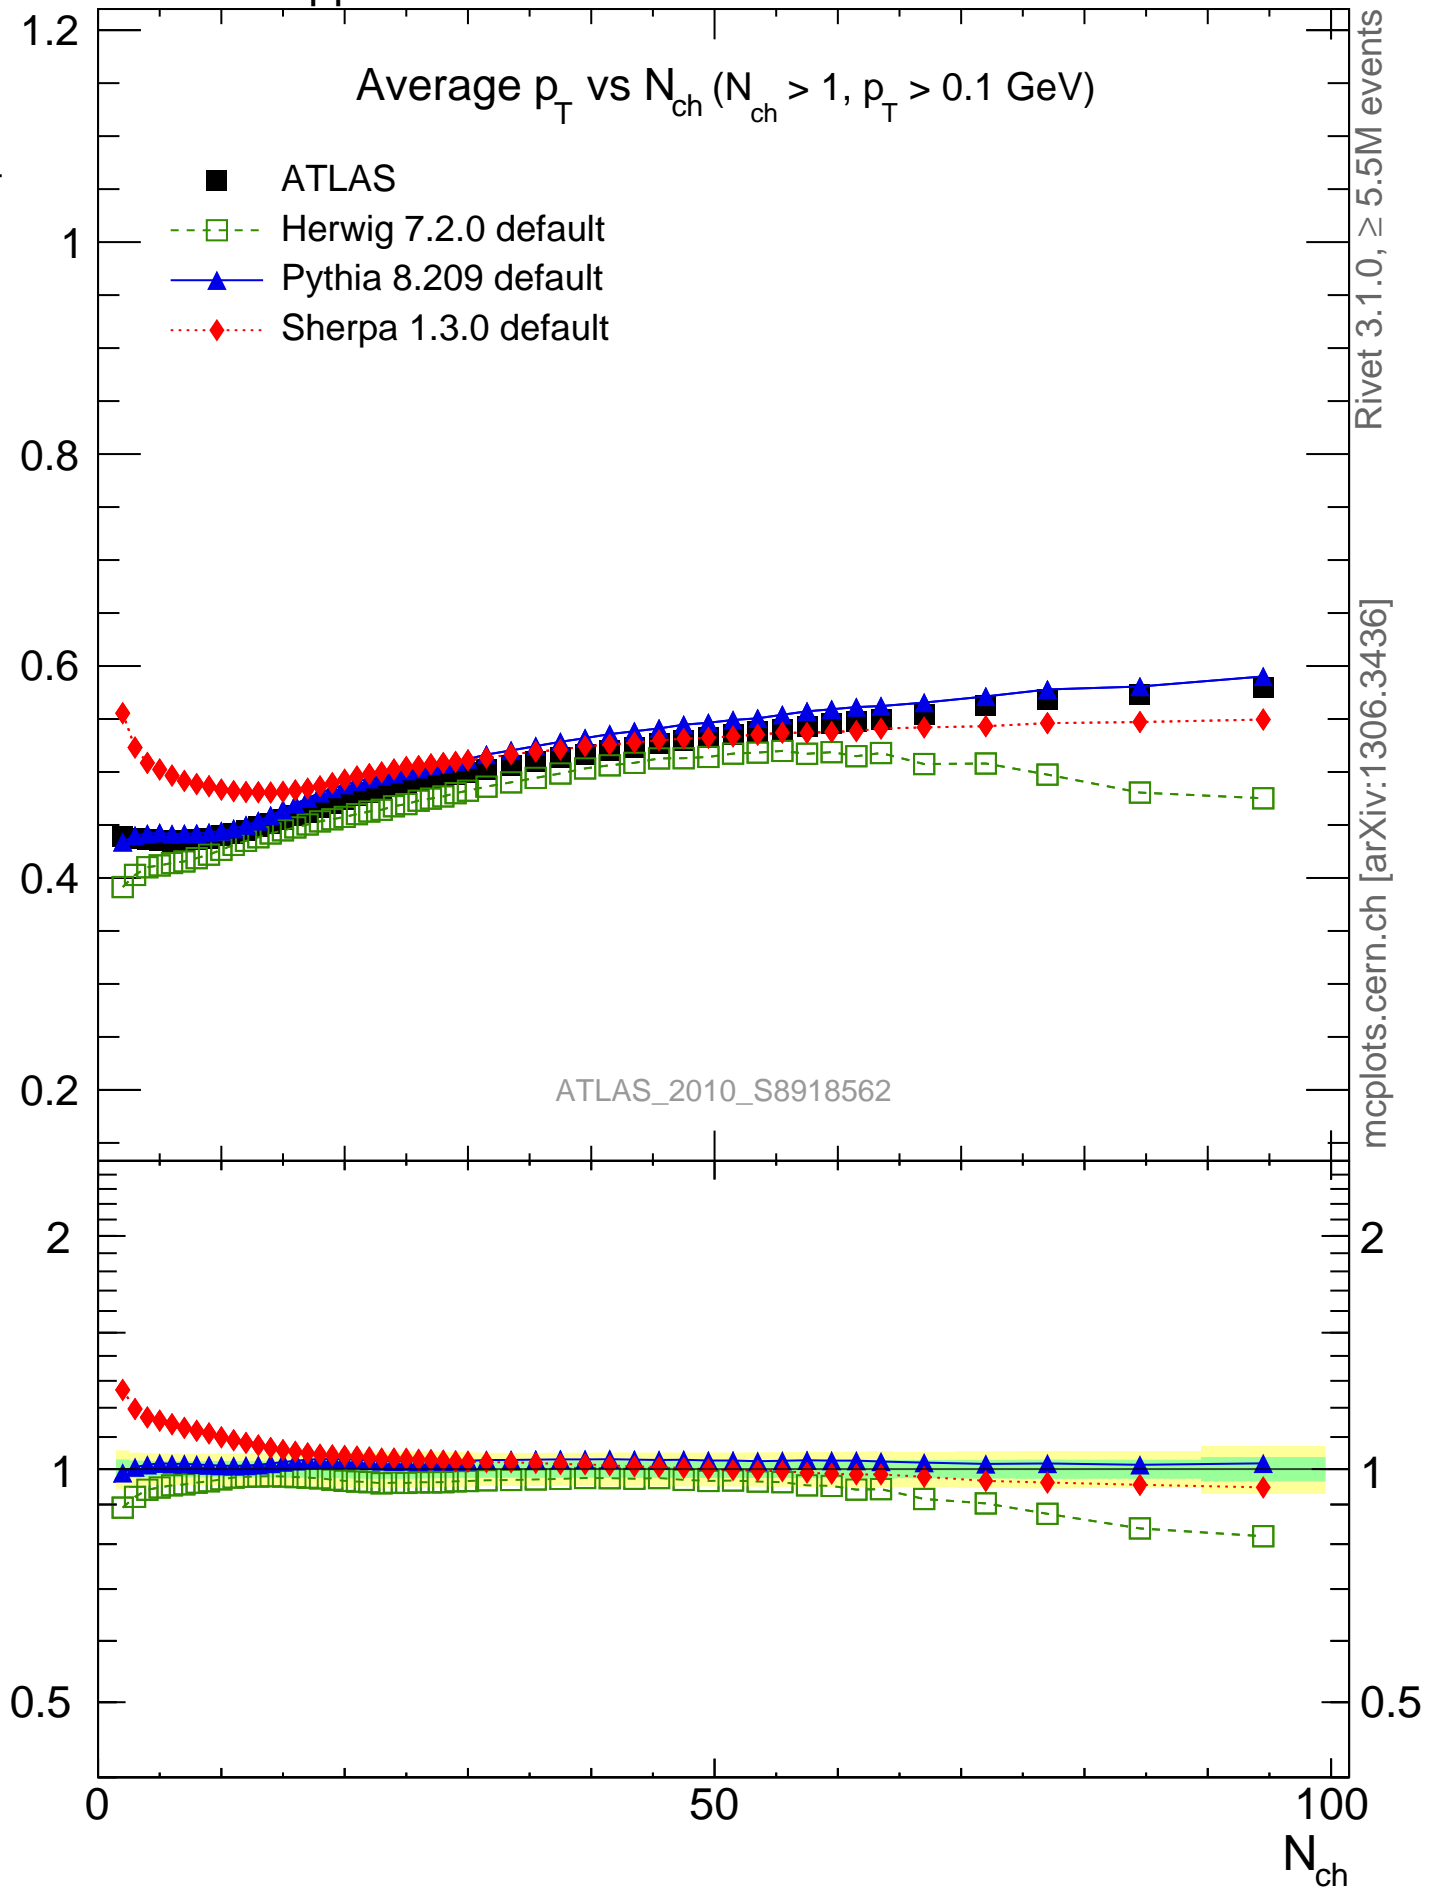 1.2
Average p_T vs N_ch (N_ch > 1, p_T > 0.1 GeV)
ATLAS
Herwig 7.2.0 default
Pythia 8.209 default
Sherpa 1.3.0 default
1
0.8
0.6
0.4
0.2
ATLAS_2010_S8918562
Rivet 3.1.0, ≥ 5.5M events
mcplots.cern.ch [arXiv:1306.3436]
2
2
1
1
0.5
0.5
0
50
100
N_ch